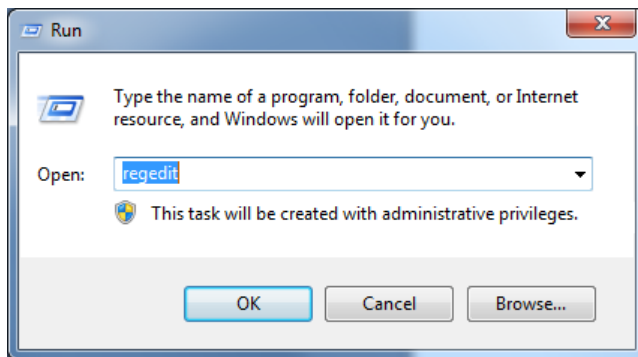 Run
Type the name of a program, folder, document, or Internet
resource, and Windows will open it for you.
Open: regedit
This task will be created with administrative privileges.
OK Cancel Browse...